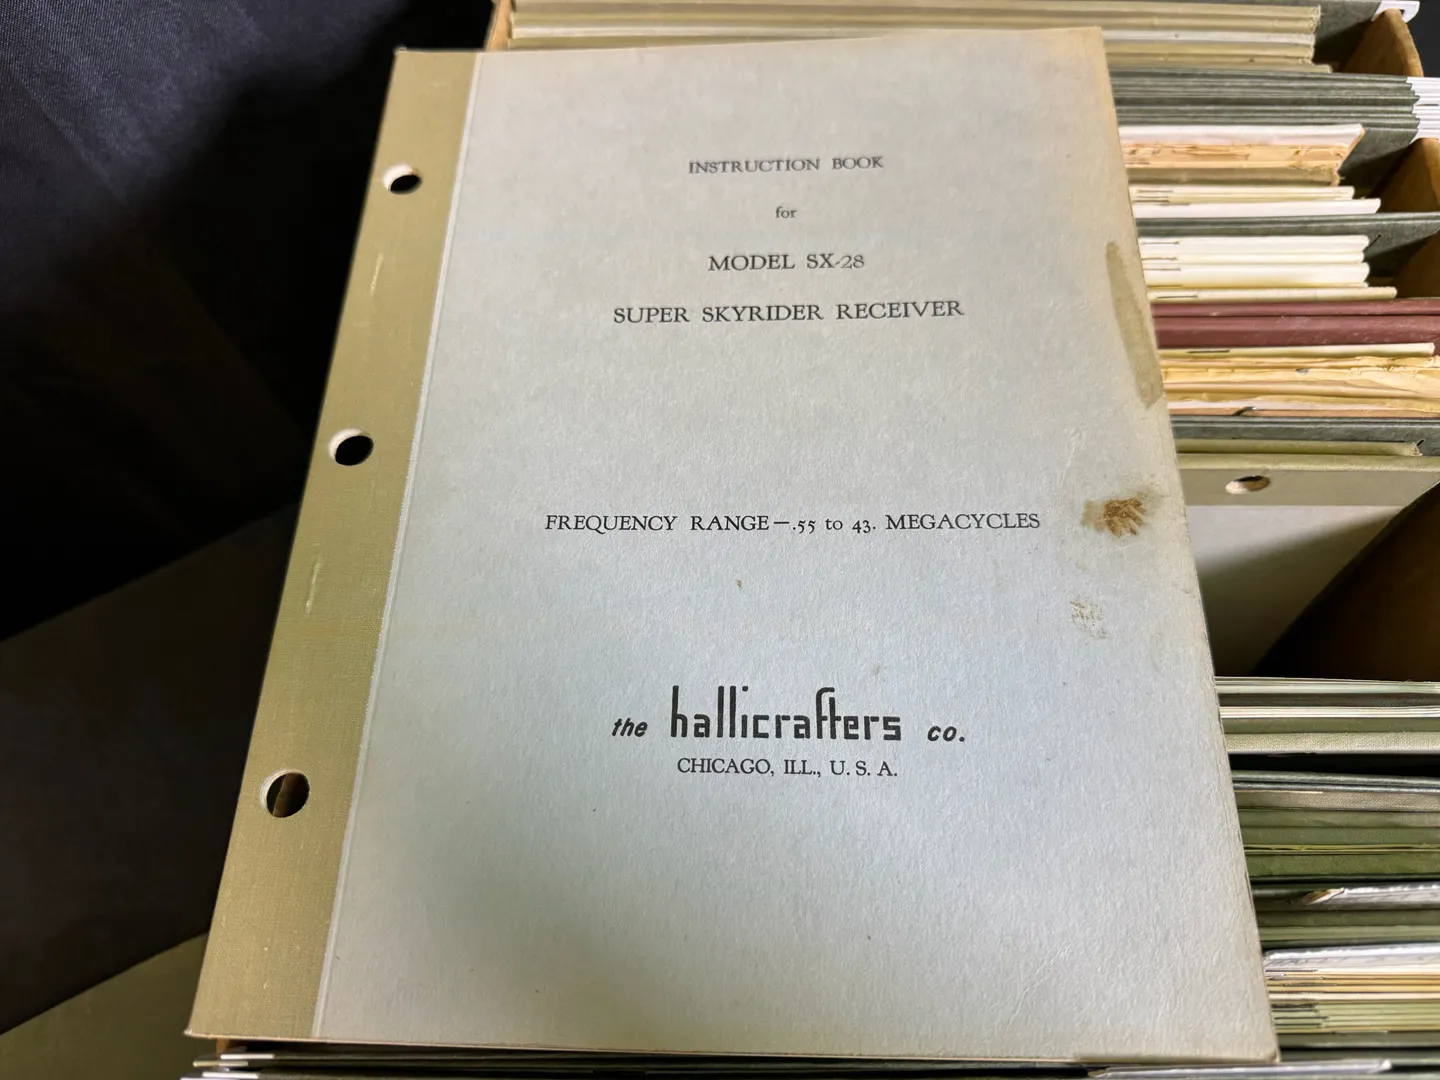 INSTRUCTION BOOK
for
MODEL SX-28
SUPER SKYRIDER RECEIVER
FREQUENCY RANGE—.55 to 43. MEGACYCLES
the hallicrafters co.
CHICAGO, ILL., U. S. A.